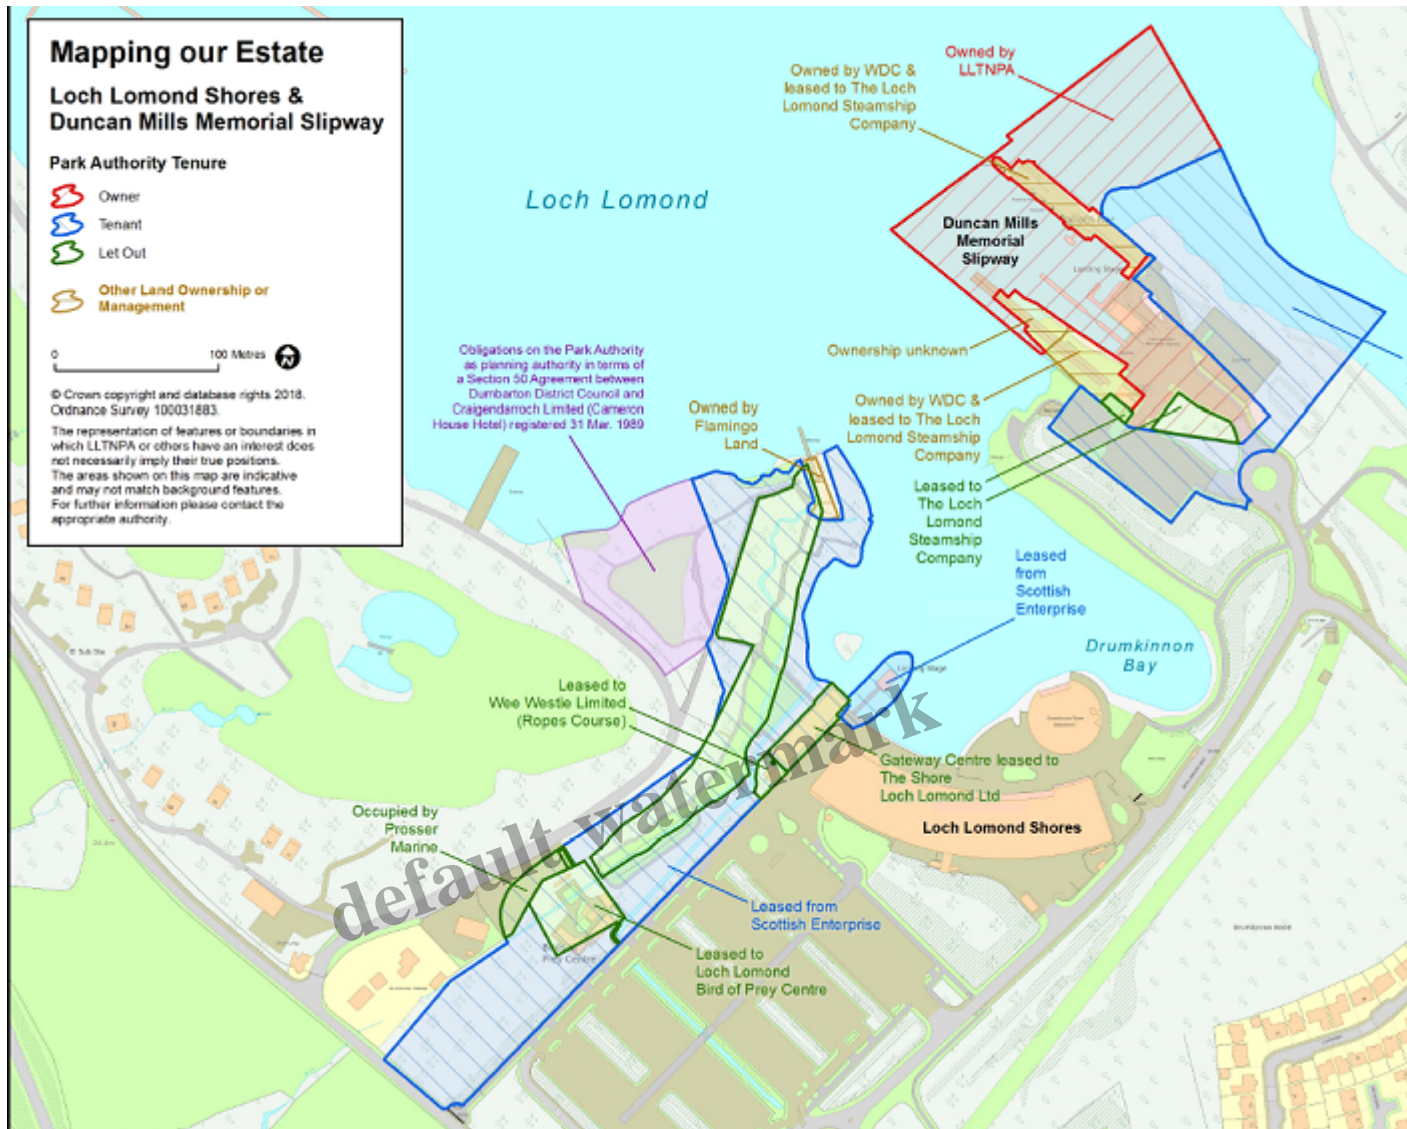 Mapping our Estate
Loch Lomond Shores &
Duncan Mills Memorial Slipway
Park Authority Tenure
Owner
Tenant
Let Out
Other Land Ownership or
Management
0 100 Metres
© Crown copyright and database rights 2018.
Ordnance Survey 100031883.
The representation of features or boundaries in
which LLTNPA or others have an interest does
not necessarily imply their true positions.
The areas shown on this map are indicative
and may not match background features.
For further information please contact the
appropriate authority.
Loch Lomond
Owned by
LLTNPA
Owned by WDC &
leased to The Loch
Lomond Steamship
Company
Duncan Mills
Memorial
Slipway
Landing Stage
Ownership unknown
Obligations on the Park Authority
as planning authority in terms of
a Section 50 Agreement between
Dumbarton District Council and
Craigendarroch Limited (Cameron
House Hotel) registered 31 Mar. 1989
Owned by
Flamingo
Land
Owned by WDC &
leased to The Loch
Lomond Steamship
Company
Leased to
The Loch
Lomond
Steamship
Company
Leased
from
Scottish
Enterprise
Drumkinnon
Bay
El Sub Sta
Landing Stage
Leased to
Wee Westie Limited
(Ropes Course)
Gateway Centre leased to
The Shore
Loch Lomond Ltd
Loch Lomond Shores
Occupied by
Prosser
Marine
Leased from
Scottish Enterprise
Prey Centre
Leased to
Loch Lomond
Bird of Prey Centre
default watermark